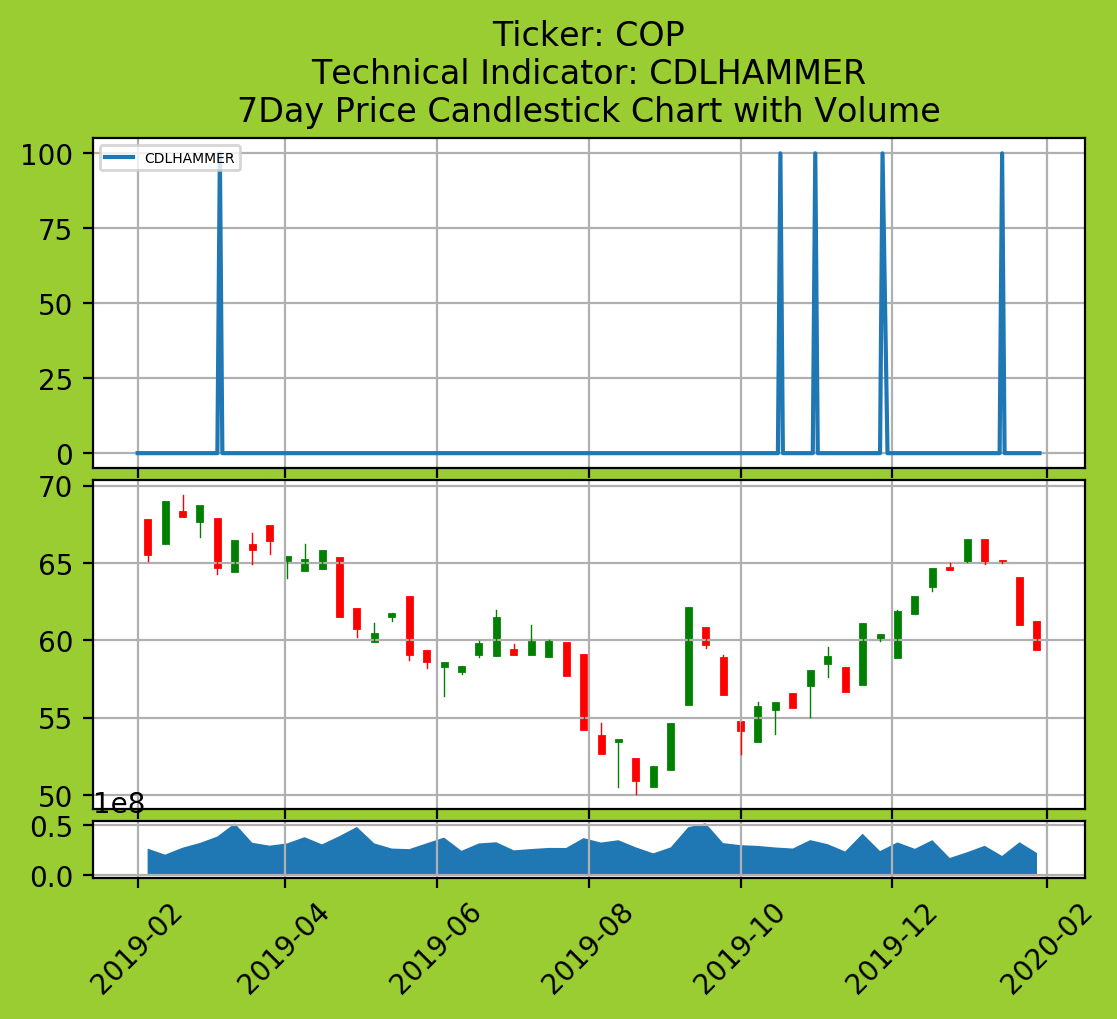 Ticker: COP
Technical Indicator: CDLHAMMER
7Day Price Candlestick Chart with Volume
100
CDLHAMMER
75
50
25
0
70
65
60
55
50
1e8
0.5
0.0
2019-02 2019-04 2019-06 2019-08 2019-10 2019-12 2020-02